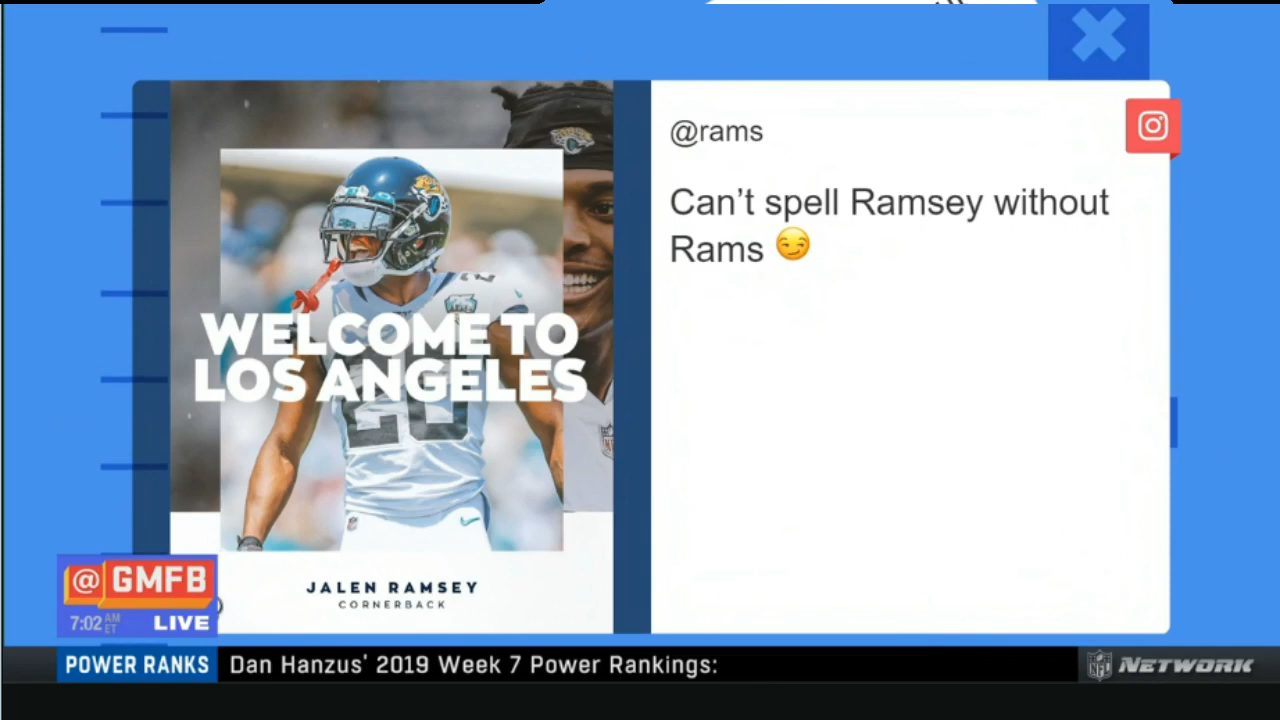 @rams
Can’t spell Ramsey without
Rams 😏
WELCOME TO
LOS ANGELES
20
JALEN RAMSEY
CORNERBACK
@GMFB
7:02 AM ET LIVE
POWER RANKS Dan Hanzus' 2019 Week 7 Power Rankings:
NFL NETWORK